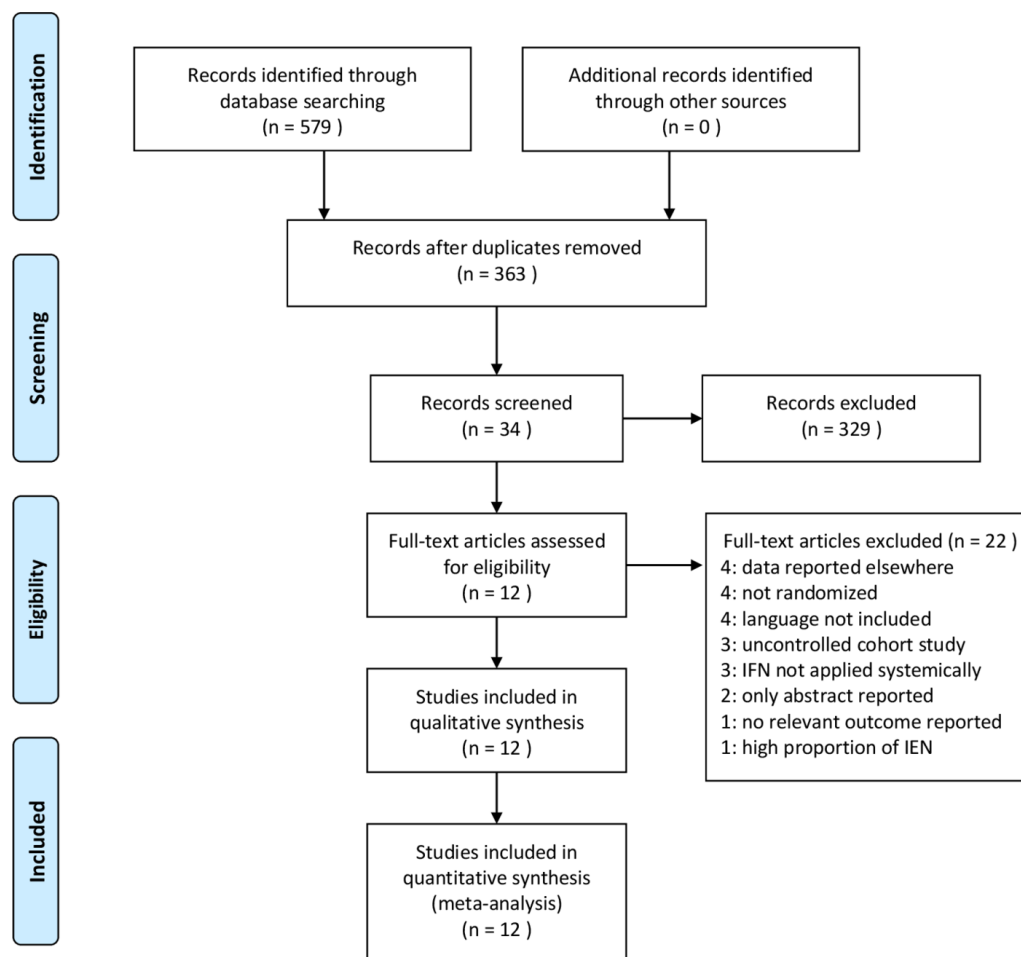 Identification
Records identified through
database searching
(n = 579 )
Additional records identified
through other sources
(n = 0 )
Records after duplicates removed
(n = 363 )
Screening
Records screened
(n = 34 )
Records excluded
(n = 329 )
Eligibility
Full-text articles assessed
for eligibility
(n = 12 )
Full-text articles excluded (n = 22 )
4: data reported elsewhere
4: not randomized
4: language not included
3: uncontrolled cohort study
3: IFN not applied systemically
2: only abstract reported
1: no relevant outcome reported
1: high proportion of IEN
Studies included in
qualitative synthesis
(n = 12 )
Included
Studies included in
quantitative synthesis
(meta-analysis)
(n = 12 )